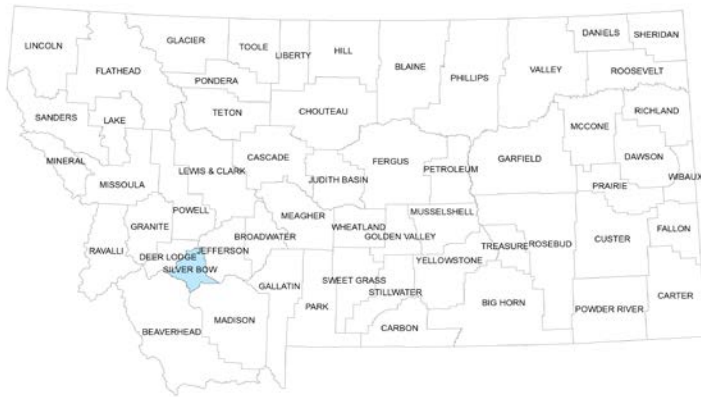 DANIELS
SHERIDAN
GLACIER
TOOLE
LIBERTY
HILL
LINCOLN
BLAINE
VALLEY
FLATHEAD
PHILLIPS
ROOSEVELT
PONDERA
TETON
CHOUTEAU
RICHLAND
SANDERS
LAKE
MCCONE
CASCADE
DAWSON
MINERAL
FERGUS
GARFIELD
LEWIS & CLARK
PETROLEUM
WIBAUX
JUDITH BASIN
MISSOULA
PRAIRIE
POWELL
MUSSELSHELL
MEAGHER
GRANITE
WHEATLAND
FALLON
BROADWATER
GOLDEN VALLEY
CUSTER
TREASURE
ROSEBUD
RAVALLI
JEFFERSON
DEER LODGE
YELLOWSTONE
SILVER BOW
SWEET GRASS
GALLATIN
STILLWATER
CARTER
BIG HORN
PARK
POWDER RIVER
MADISON
CARBON
BEAVERHEAD